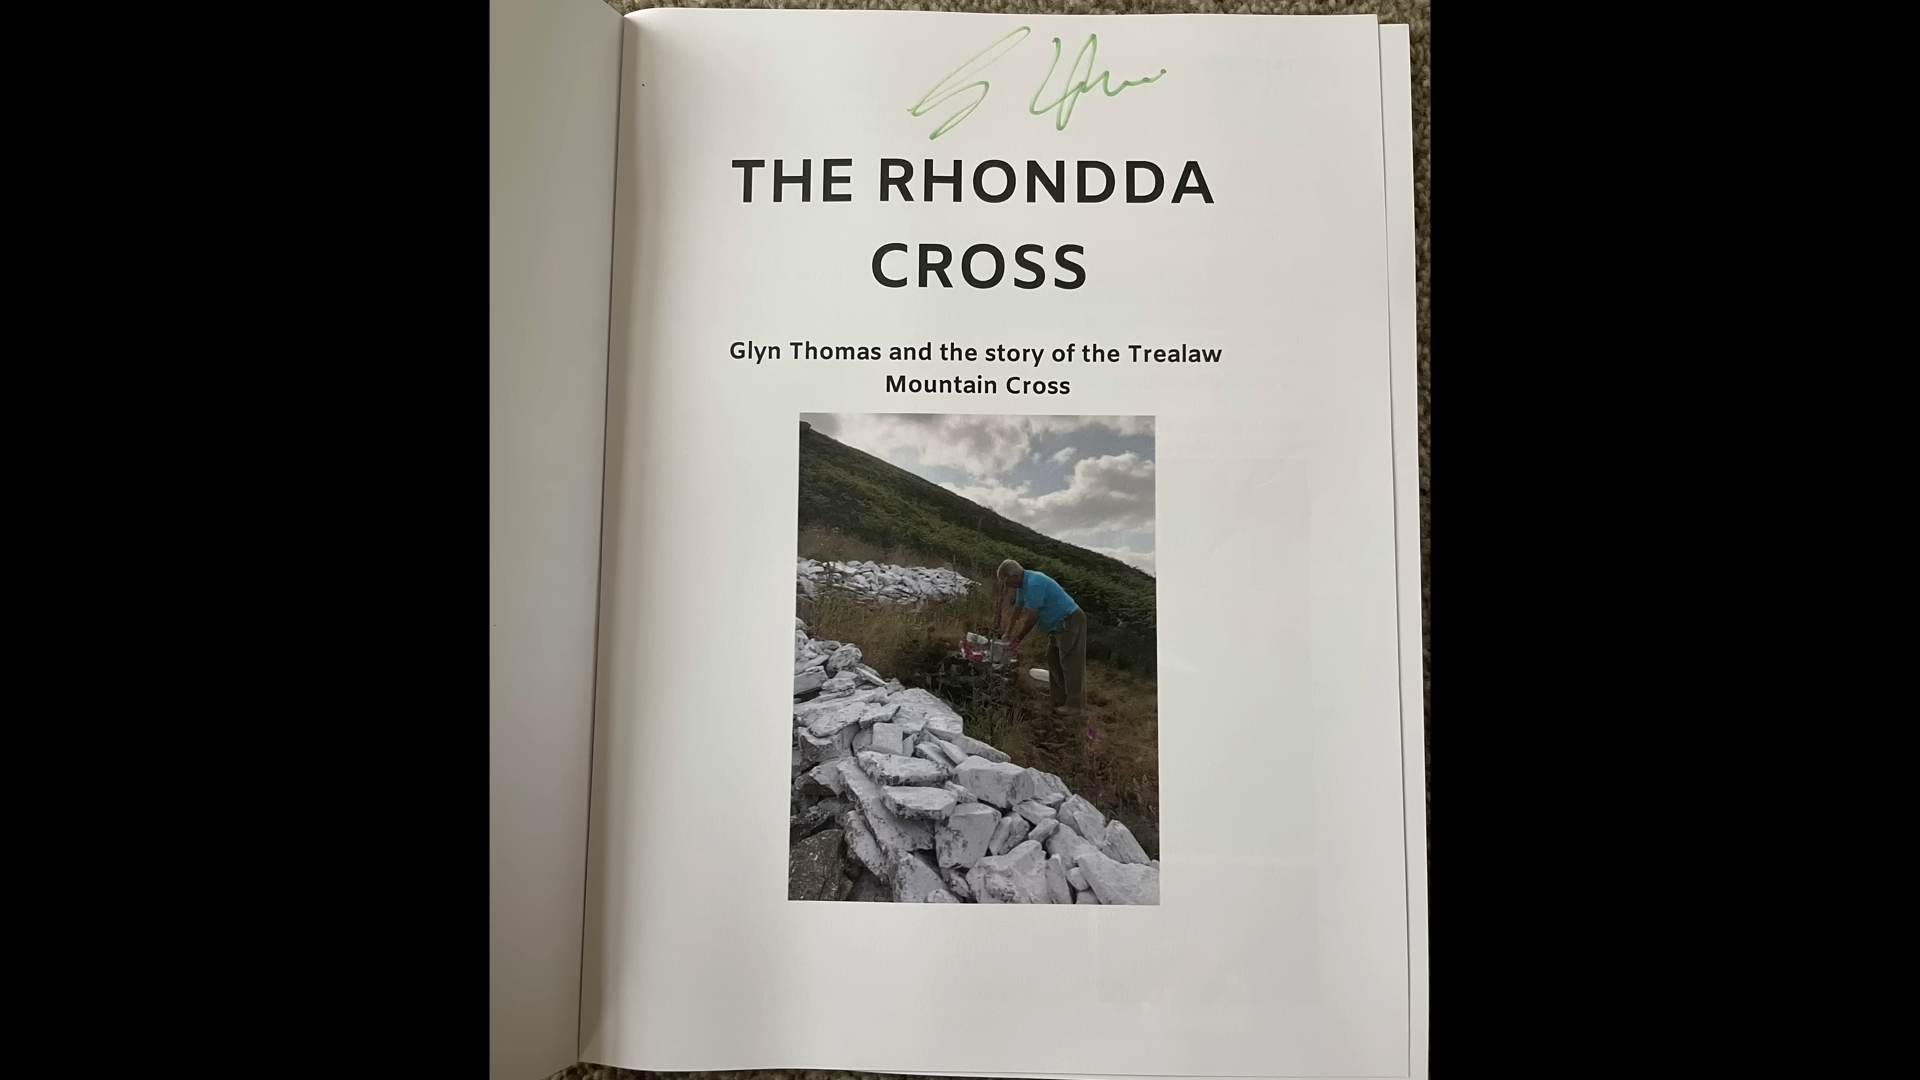 THE RHONDDA
CROSS
Glyn Thomas and the story of the Trealaw
Mountain Cross